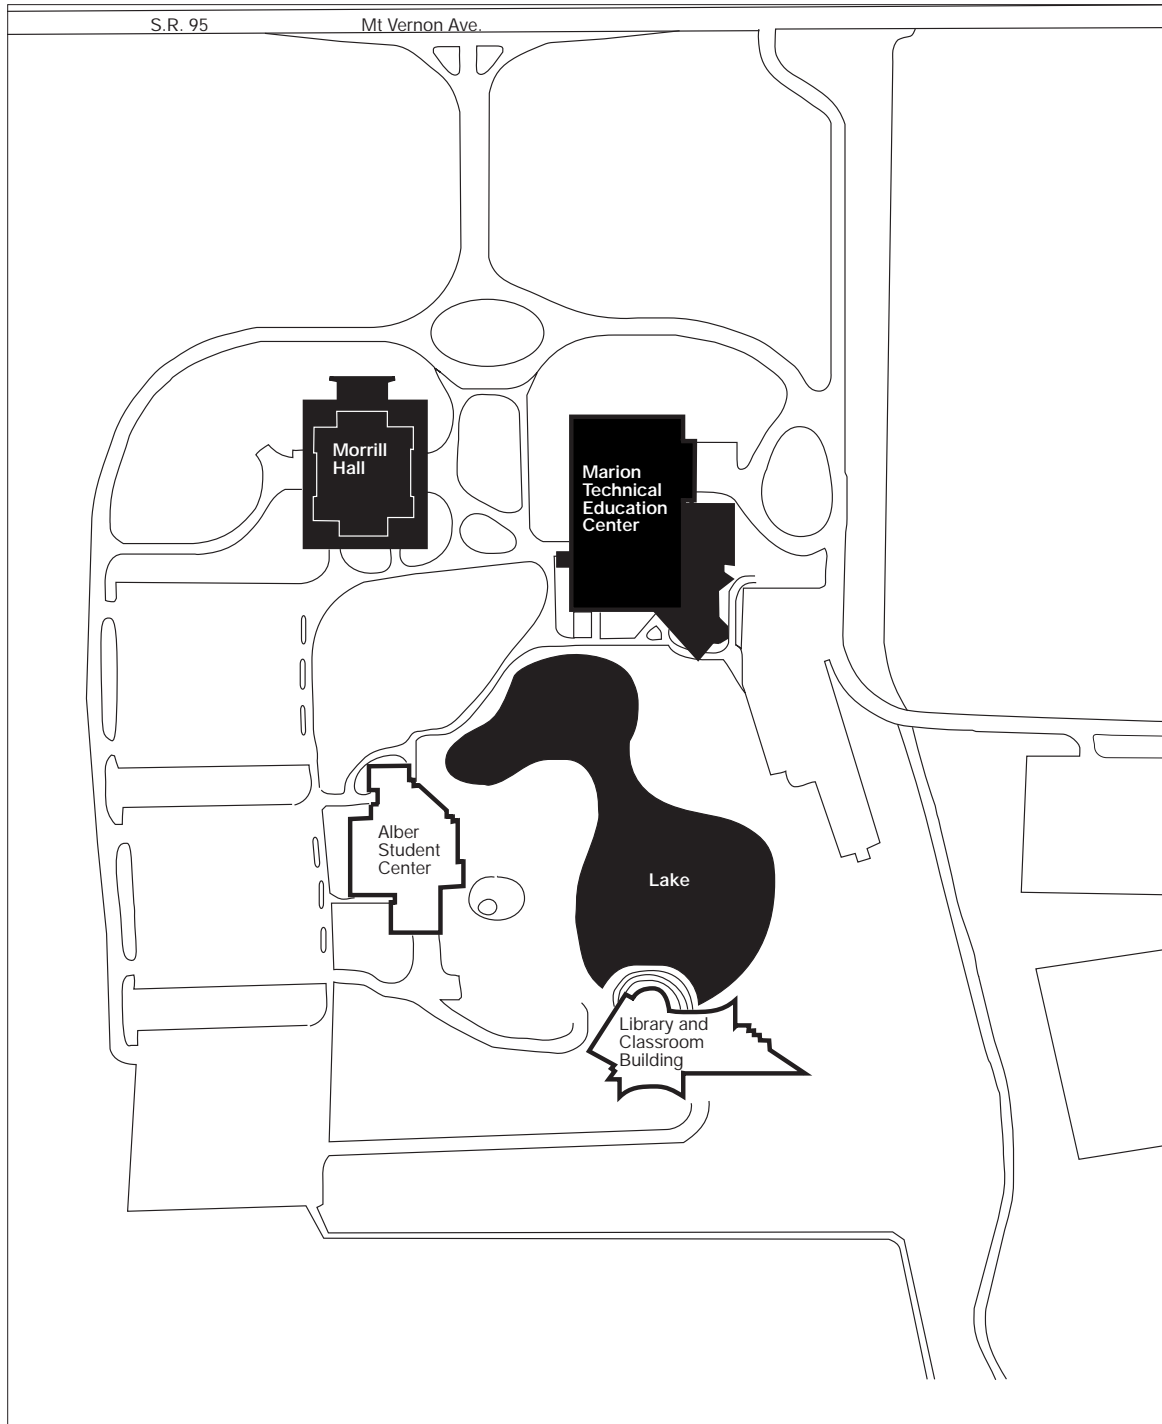 S.R. 95 Mt Vernon Ave.
Morrill
Hall
Marion
Technical
Education
Center
Alber
Student
Center
Lake
Library and
Classroom
Building